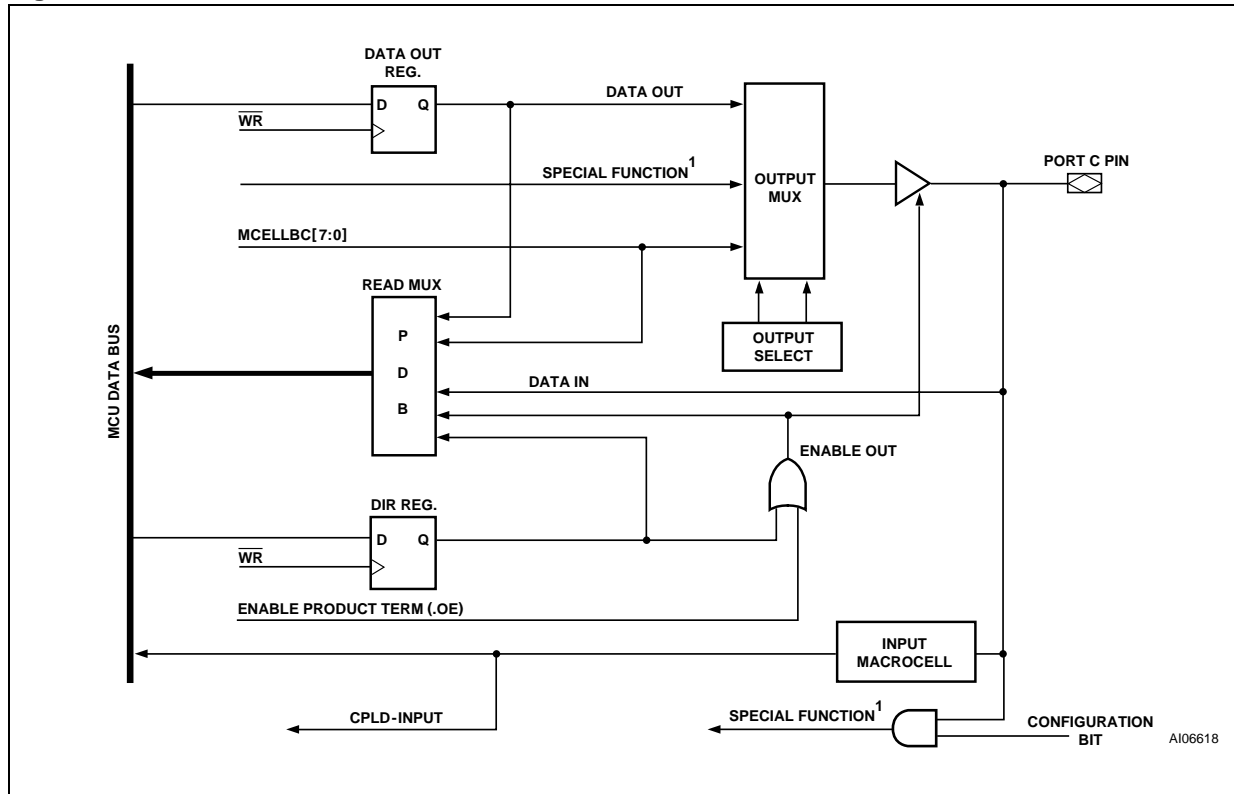 DATA OUT
REG.
D Q
WR
DATA OUT
SPECIAL FUNCTION1
OUTPUT
MUX
PORT C PIN
MCELLBC[7:0]
READ MUX
P
D
B
OUTPUT
SELECT
MCU DATA BUS
DATA IN
ENABLE OUT
DIR REG.
D Q
WR
ENABLE PRODUCT TERM (.OE)
INPUT
MACROCELL
CPLD-INPUT
SPECIAL FUNCTION1
CONFIGURATION
BIT
AI06618